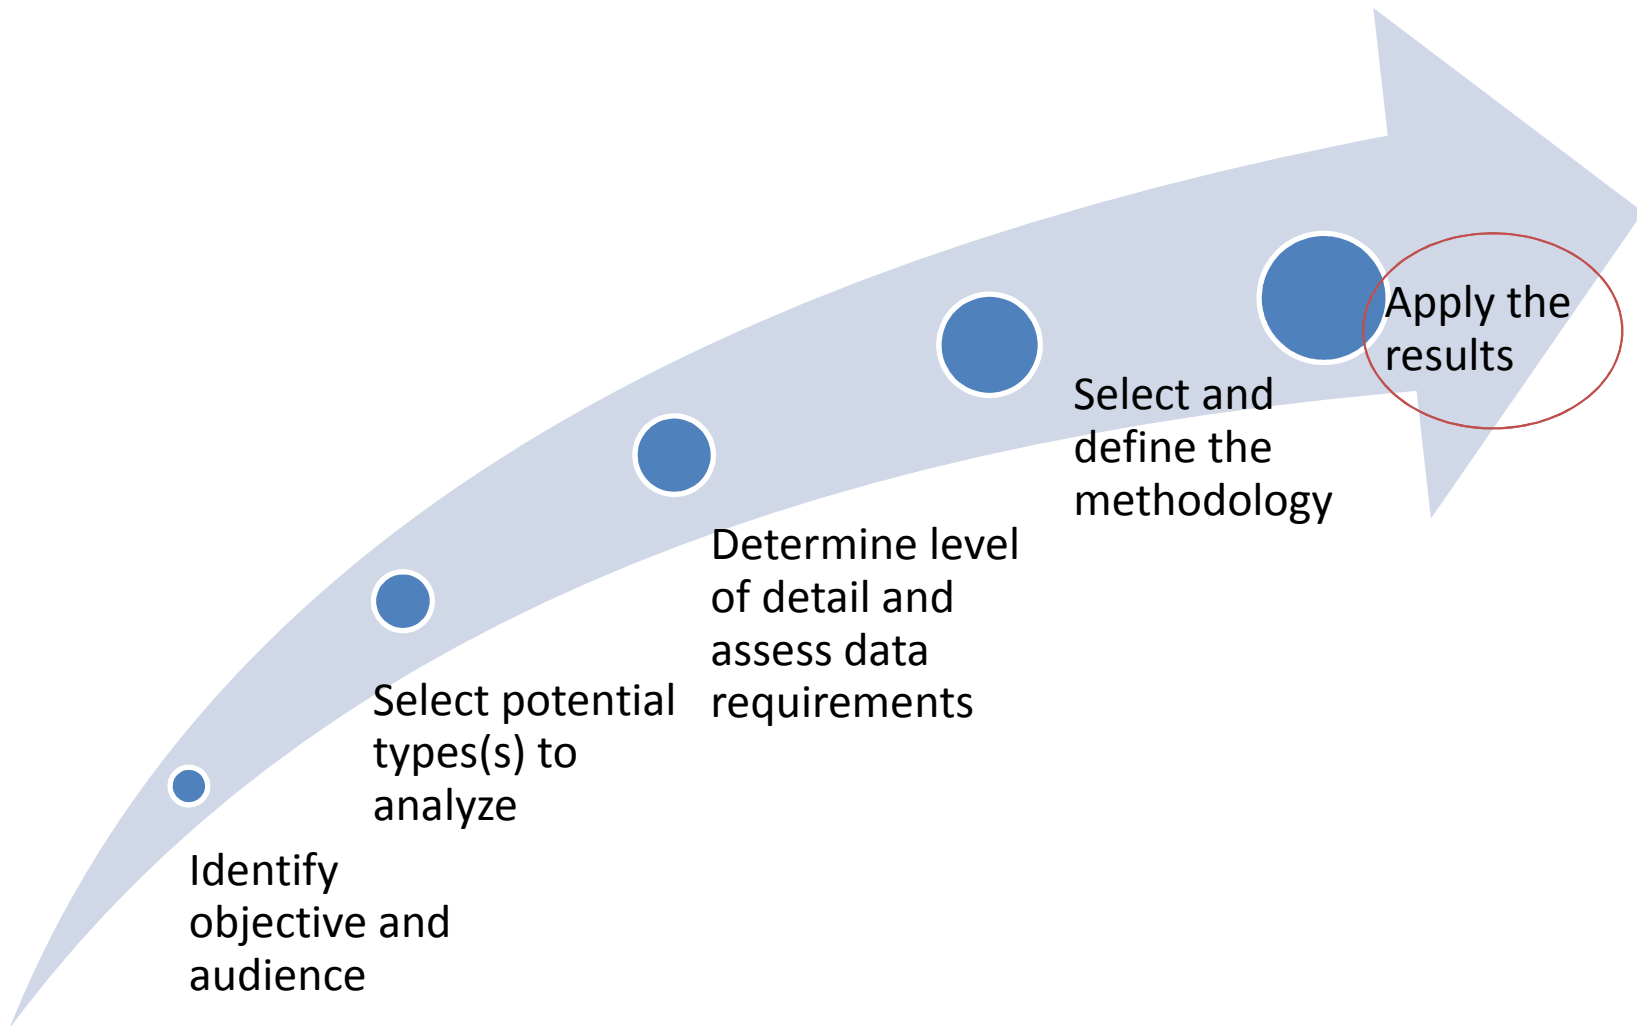 Identify
objective and
audience
Select potential
types(s) to
analyze
Determine level
of detail and
assess data
requirements
Select and
define the
methodology
Apply the
results